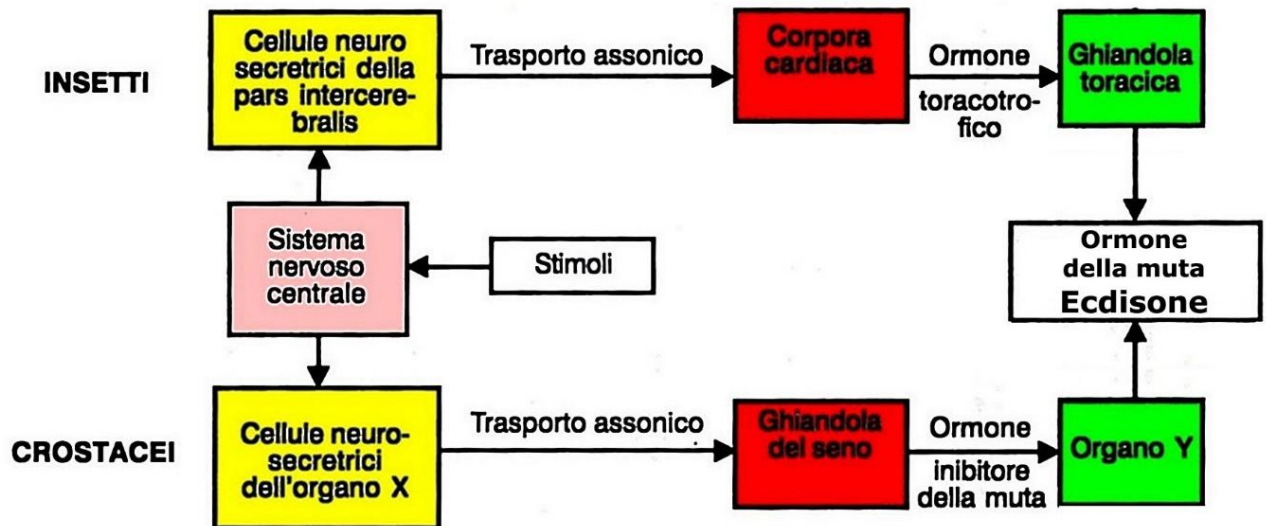 INSETTI
Cellule neuro
secretrici della
pars intercere-
bralis
Trasporto assonico
Corpora
cardiaca
Ormone
toracotro-
fico
Ghiandola
toracica
Sistema
nervoso
centrale
Stimoli
Ormone
della muta
Ecdisone
CROSTACEI
Cellule neuro-
secretrici
dell'organo X
Trasporto assonico
Ghiandola
del seno
Ormone
inibitore
della muta
Organo Y